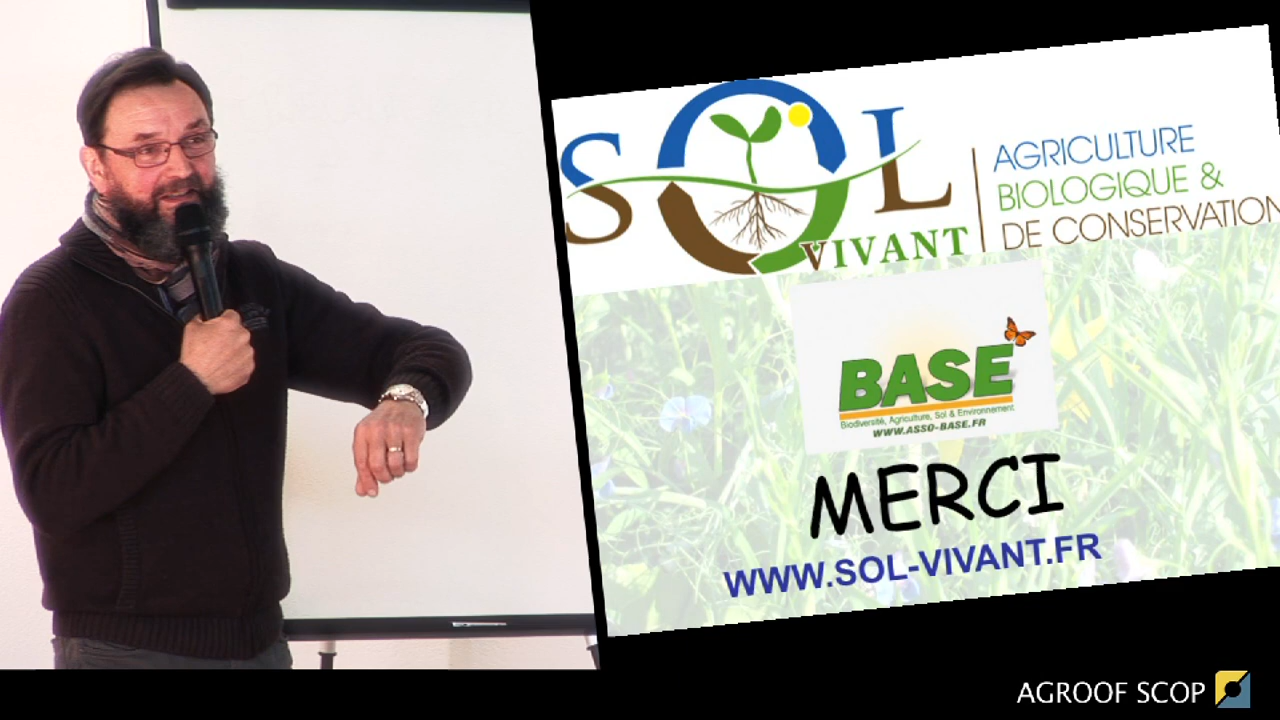 SOL
VIVANT
AGRICULTURE
BIOLOGIQUE &
DE CONSERVATION
BASE
Biodiversité, Agriculture, Sol & Environnement
WWW.ASSO-BASE.FR
MERCI
WWW.SOL-VIVANT.FR
AGROOF SCOP